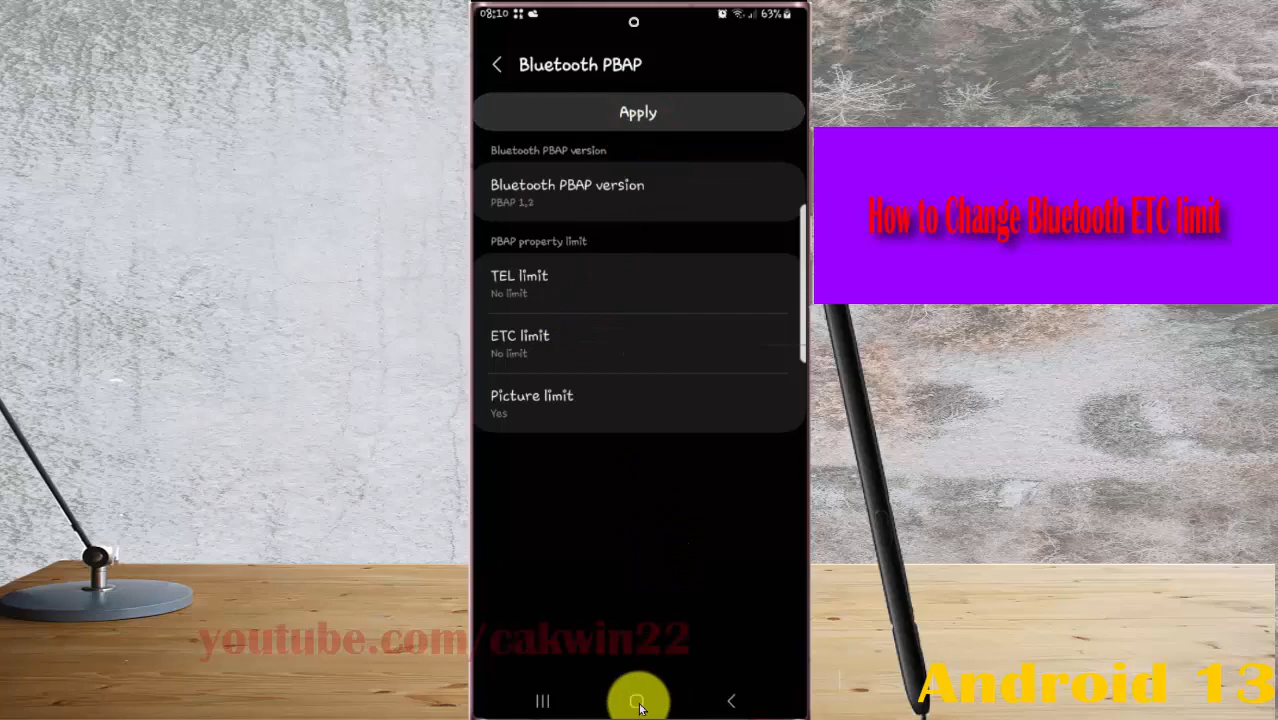 08:10
63%
Bluetooth PBAP
Apply
Bluetooth PBAP version
Bluetooth PBAP version
PBAP 1.2
PBAP property limit
TEL limit
No limit
ETC limit
No limit
Picture limit
Yes
How to Change Bluetooth ETC limit
youtube.com/cakwin22
Android 13